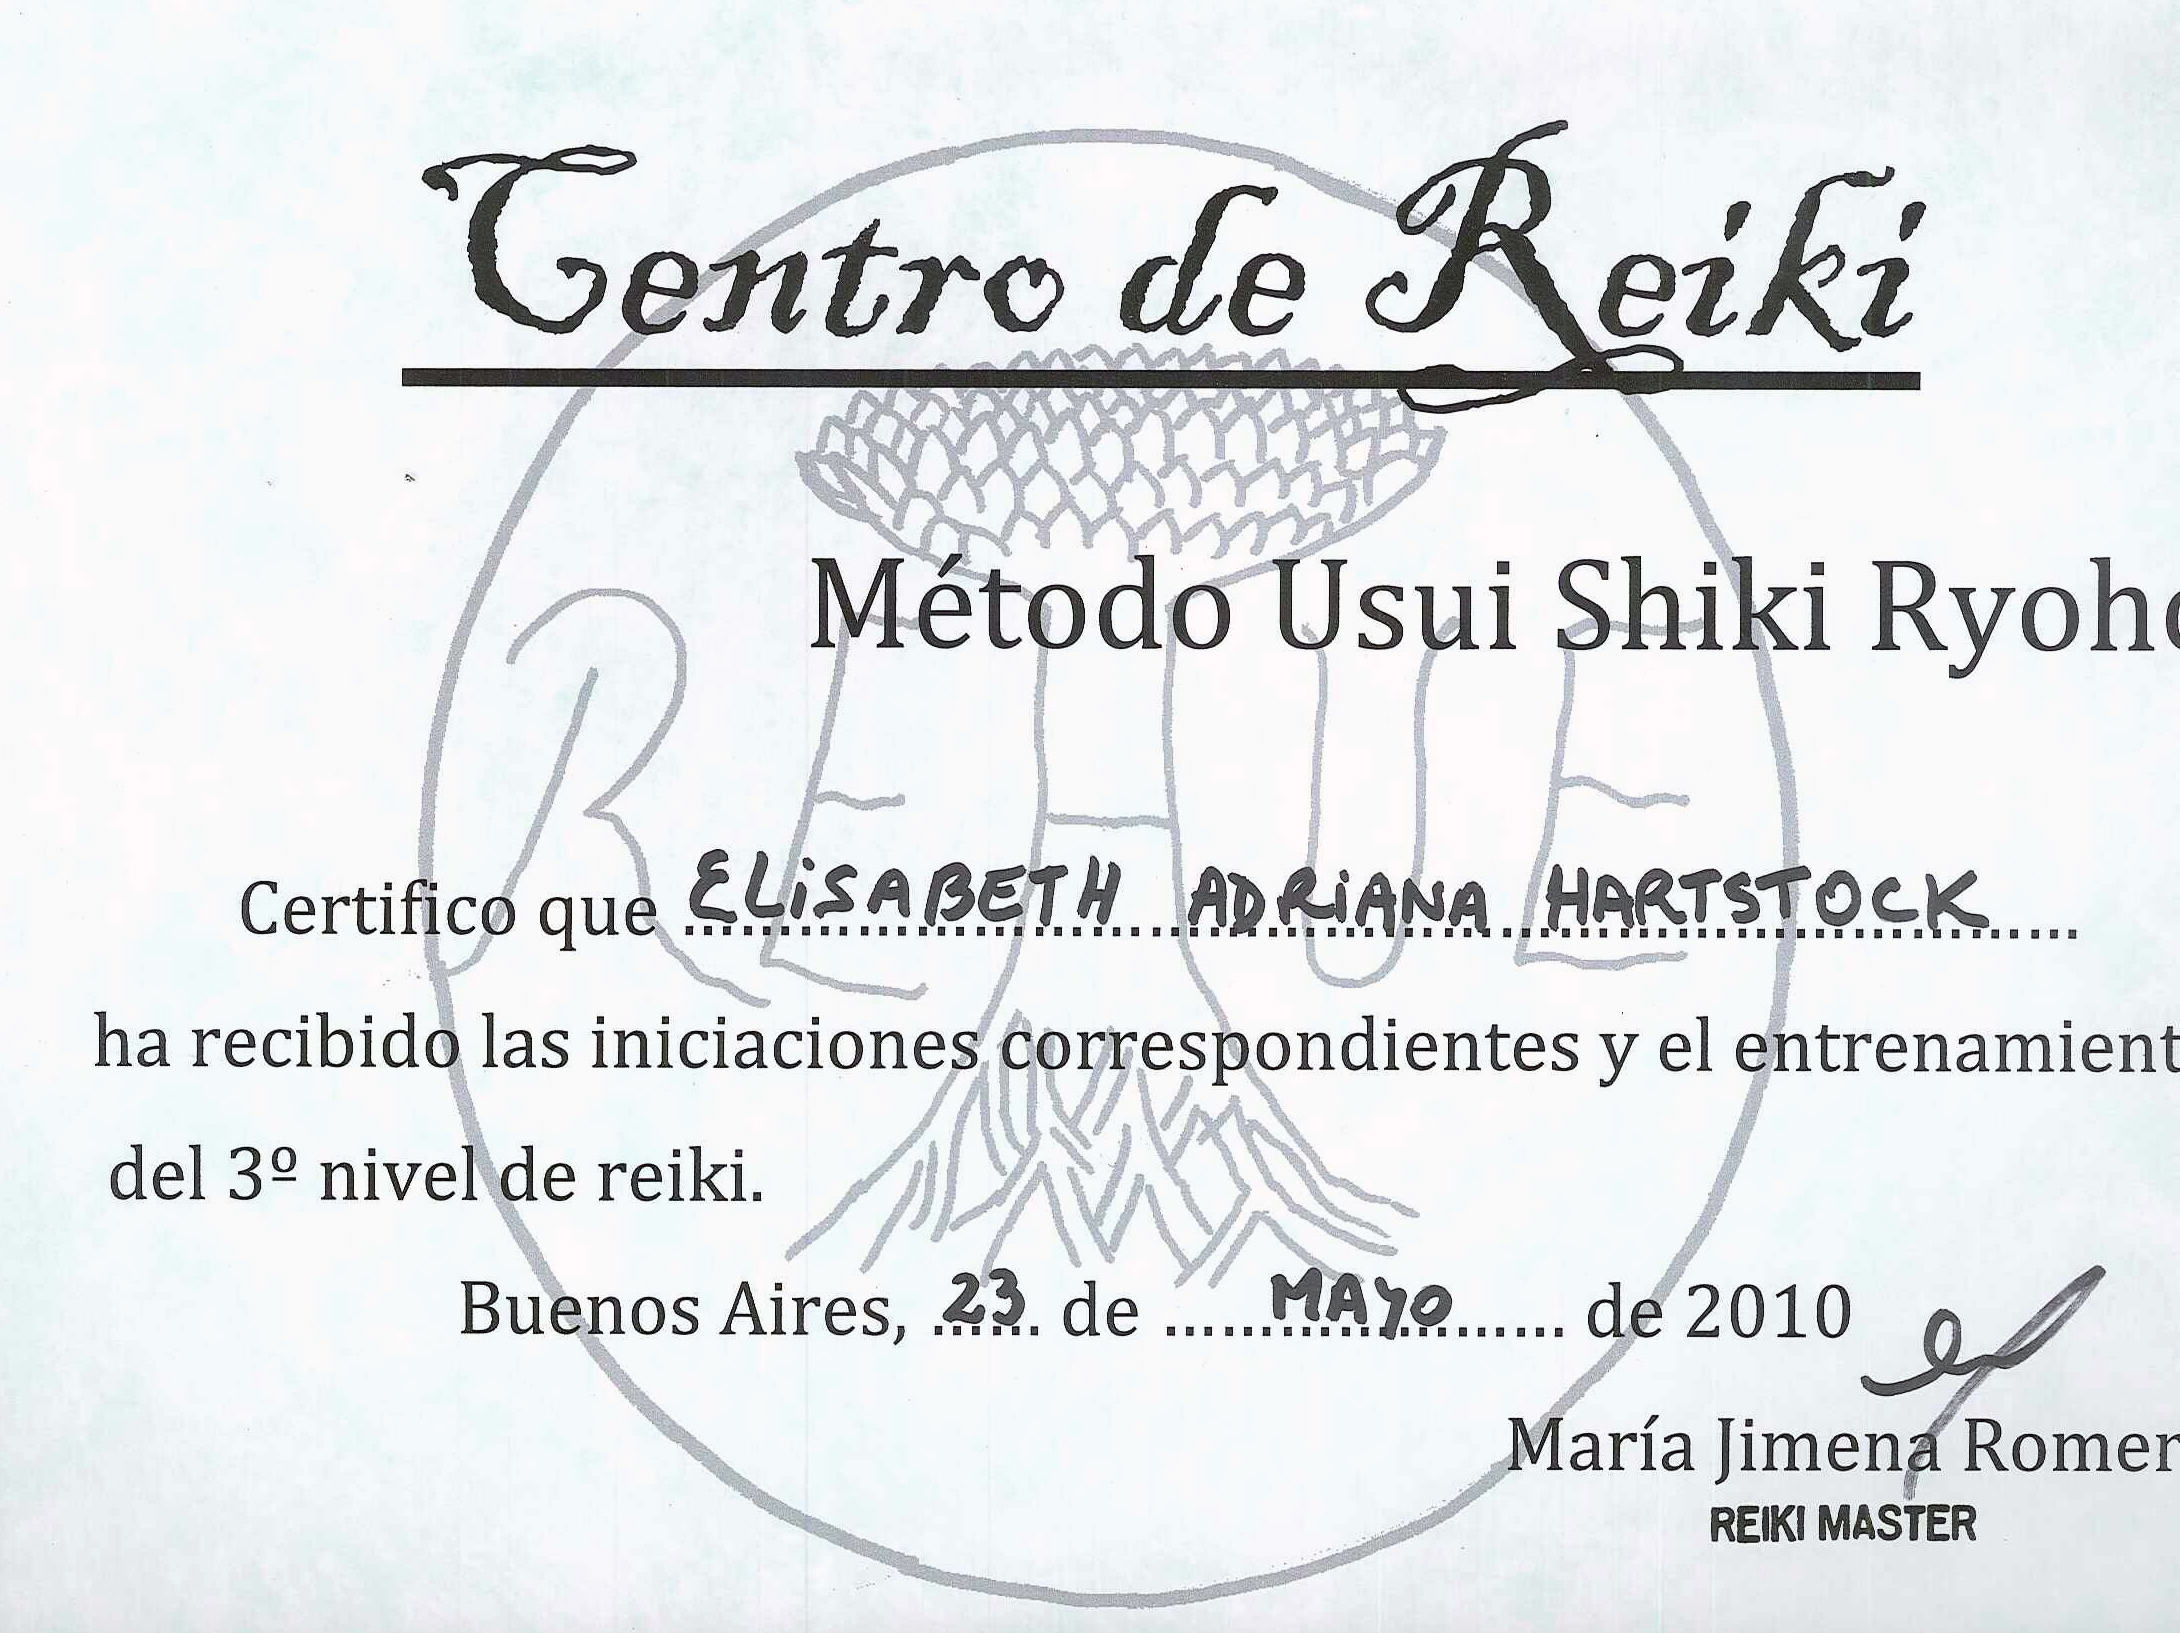 Centro de Reiki
Método Usui Shiki Ryoho
Certifico que ELiSABETH ADRiANA HARTSTOCK
ha recibido las iniciaciones correspondientes y el entrenamient
del 3º nivel de reiki.
Buenos Aires, 23 de MAYO de 2010
María Jimena Romer
REIKI MASTER
REHUE